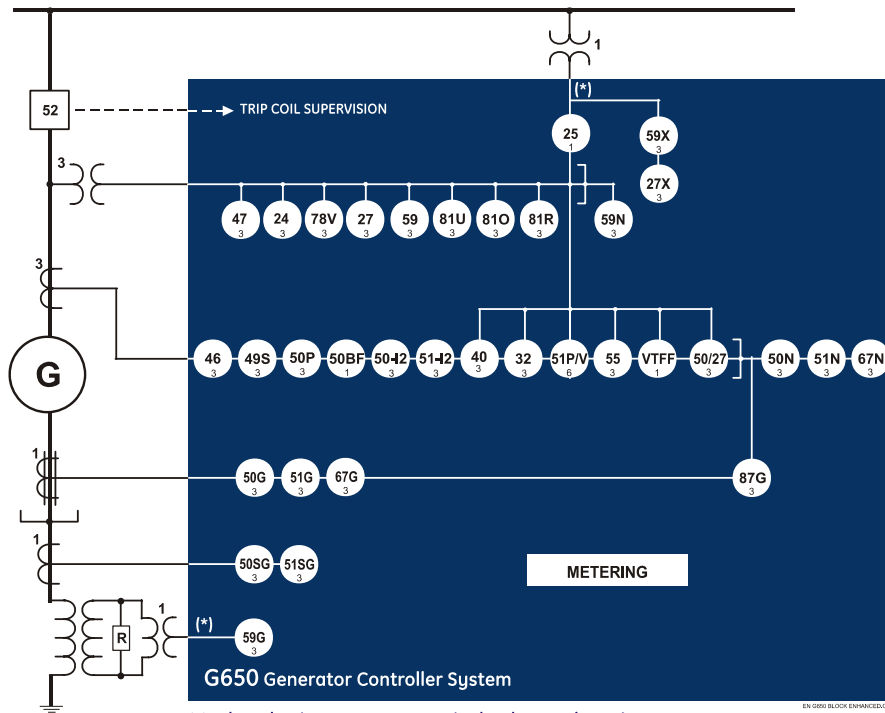 1
(*)
52
TRIP COIL SUPERVISION
25
1
59X
3
27X
3
3
47
3
24
3
78V
3
27
3
59
3
81U
3
81O
3
81R
3
59N
3
3
G
46
3
49S
3
50P
3
50BF
1
50-I2
3
51-I2
3
40
3
32
3
51P/V
6
55
3
VTFF
1
50/27
3
50N
3
51N
3
67N
3
1
50G
3
51G
3
67G
3
87G
3
1
50SG
3
51SG
3
METERING
R
1
(*)
59G
3
G650 Generator Controller System